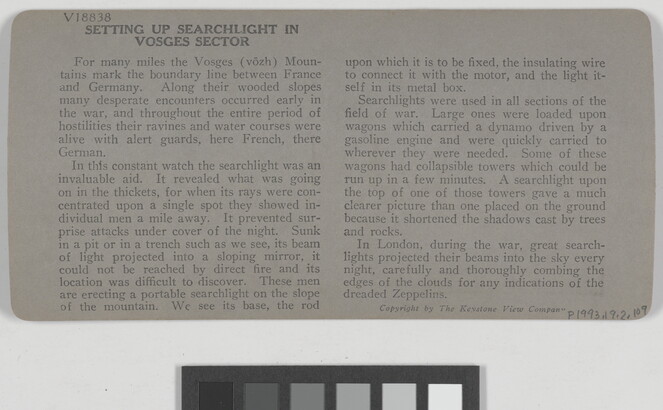 V18838
SETTING UP SEARCHLIGHT IN
VOSGES SECTOR
For many miles the Vosges (vōzh) Moun-
tains mark the boundary line between France
and Germany. Along their wooded slopes
many desperate encounters occurred early in
the war, and throughout the entire period of
hostilities their ravines and water courses were
alive with alert guards, here French, there
German.
In this constant watch the searchlight was an
invaluable aid. It revealed what was going
on in the thickets, for when its rays were con-
centrated upon a single spot they showed in-
dividual men a mile away. It prevented sur-
prise attacks under cover of the night. Sunk
in a pit or in a trench such as we see, its beam
of light projected into a sloping mirror, it
could not be reached by direct fire and its
location was difficult to discover. These men
are erecting a portable searchlight on the slope
of the mountain. We see its base, the rod
upon which it is to be fixed, the insulating wire
to connect it with the motor, and the light it-
self in its metal box.
Searchlights were used in all sections of the
field of war. Large ones were loaded upon
wagons which carried a dynamo driven by a
gasoline engine and were quickly carried to
wherever they were needed. Some of these
wagons had collapsible towers which could be
run up in a few minutes. A searchlight upon
the top of one of those towers gave a much
clearer picture than one placed on the ground
because it shortened the shadows cast by trees
and rocks.
In London, during the war, great search-
lights projected their beams into the sky every
night, carefully and thoroughly combing the
edges of the clouds for any indications of the
dreaded Zeppelins.
Copyright by The Keystone View Company
P1993.19.2.109